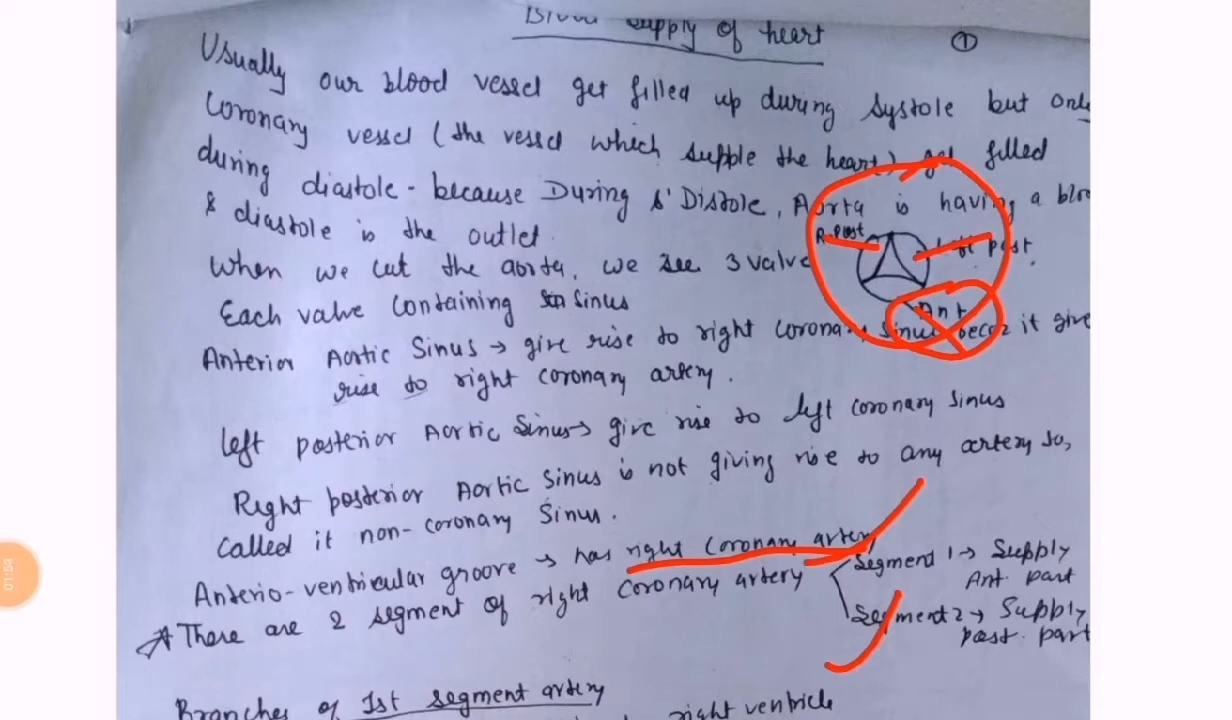 Blood supply of heart
①
Usually our blood vessel get filled up during systole but only
coronary vessel (the vessel which supple the heart) get filled
during diastole - because During s' Distole, Aorta is having a bloo
& diastole is the outlet
R. Post
left post.
When we cut the aorta, we see 3 valve
Ant
Each valve containing Sinus
Anterior Aortic Sinus → give rise to right coronary sinus becoz it give
rise to right coronary artery.
left posterior Aortic Sinus → give rise to left coronary sinus
Right posterior Aortic sinus is not giving rise to any artery so,
called it non-coronary sinus.
Anterio-ventricular groove → has right coronary artery
There are 2 segment of right coronary artery
Segment 1 → Supply
Ant. part
Segment 2 → Supply
post. part
Branches of 1st segment artery
right ventricle
01:54